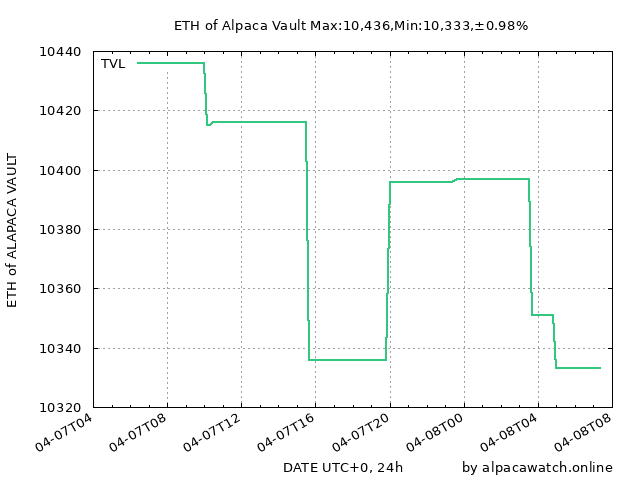 ETH of Alpaca Vault Max:10,436,Min:10,333,±0.98%
10440
TVL
10420
10400
10380
10360
10340
10320
ETH of ALAPACA VAULT
04-07T04
04-07T08
04-07T12
04-07T16
04-07T20
04-08T00
04-08T04
04-08T08
DATE UTC+0, 24h
by alpacawatch.online